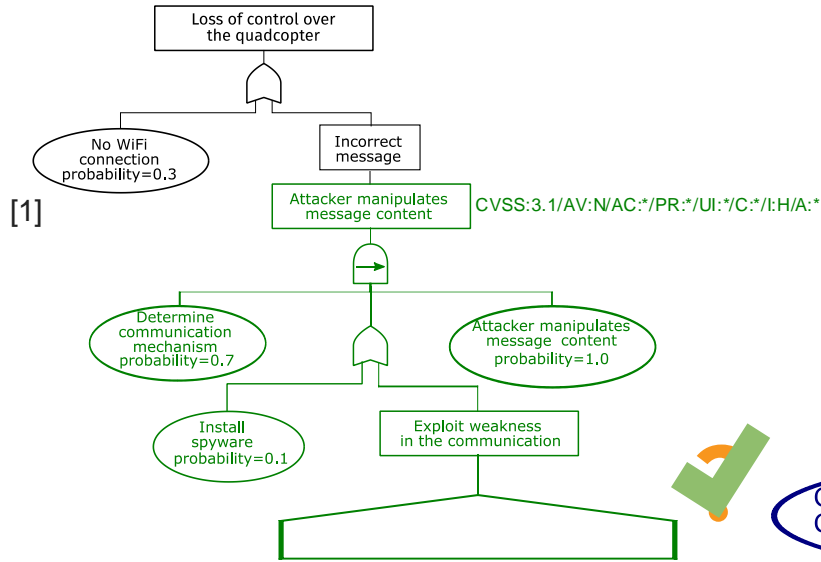 Loss of control over
the quadcopter
No WiFi
connection
probability=0.3
Incorrect
message
[1]
Attacker manipulates
message content
CVSS:3.1/AV:N/AC:*/PR:*/UI:*/C:*/I:H/A:*
Determine
communication
mechanism
probability=0.7
Attacker manipulates
message content
probability=1.0
Install
spyware
probability=0.1
Exploit weakness
in the communication